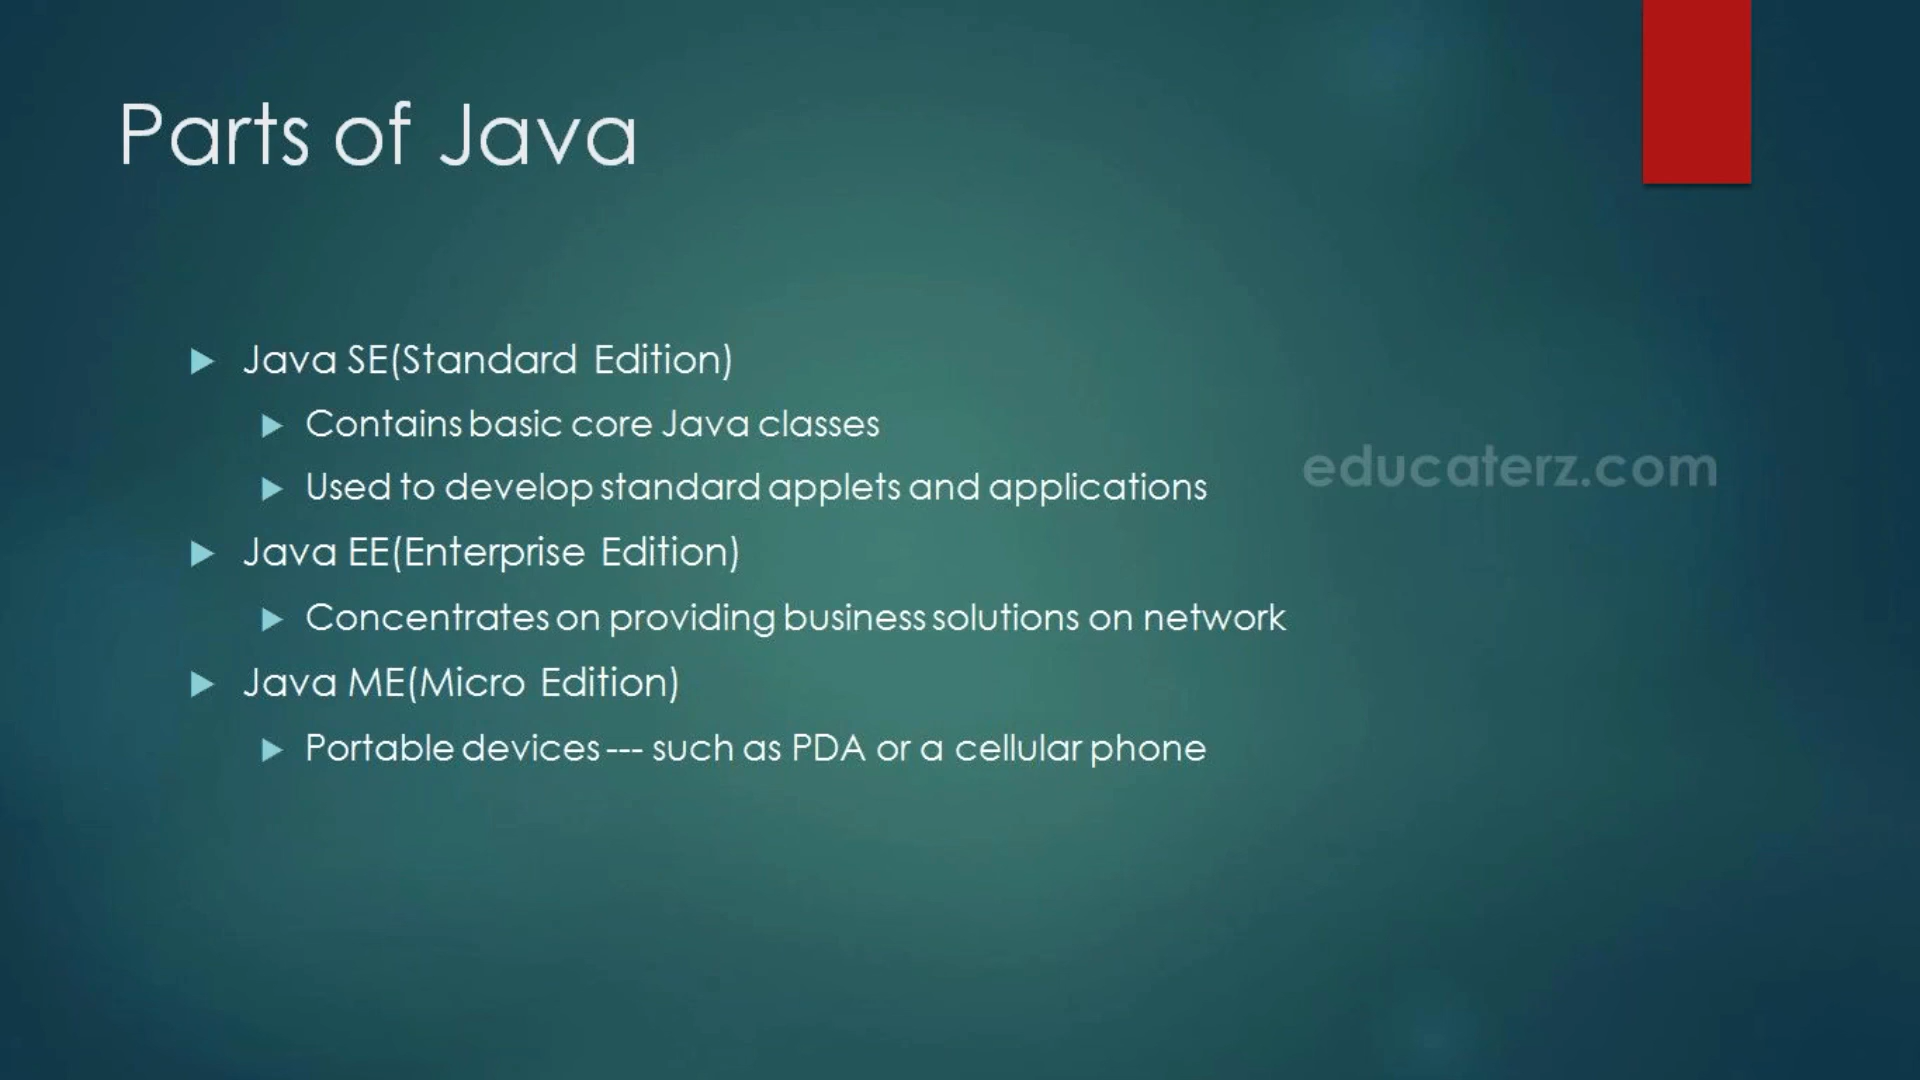 Parts of Java
Java SE(Standard Edition)
Contains basic core Java classes
Used to develop standard applets and applications
educaterz.com
Java EE(Enterprise Edition)
Concentrates on providing business solutions on network
Java ME(Micro Edition)
Portable devices --- such as PDA or a cellular phone